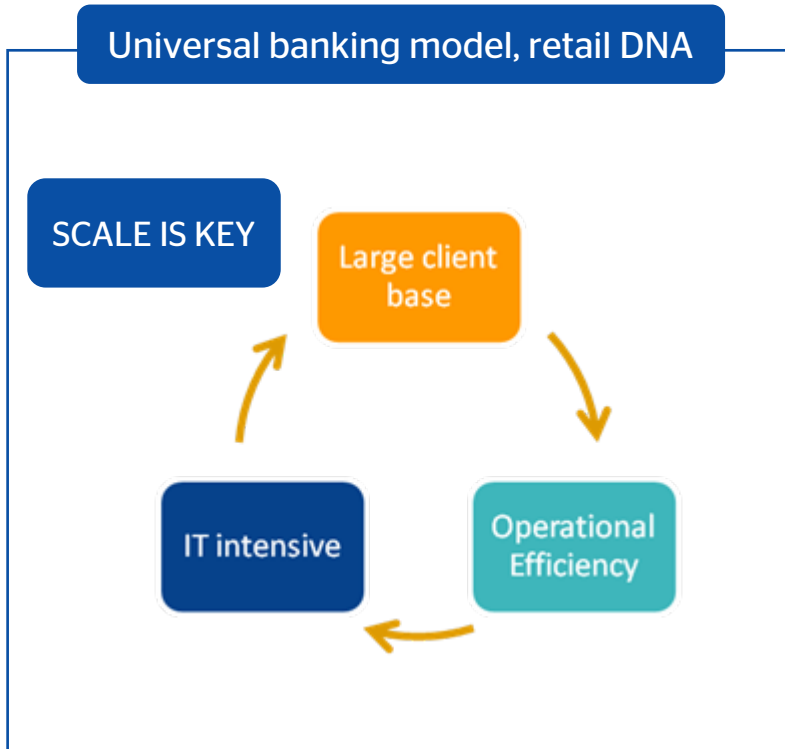 Universal banking model, retail DNA
SCALE IS KEY
Large client
base
IT intensive
Operational
Efficiency